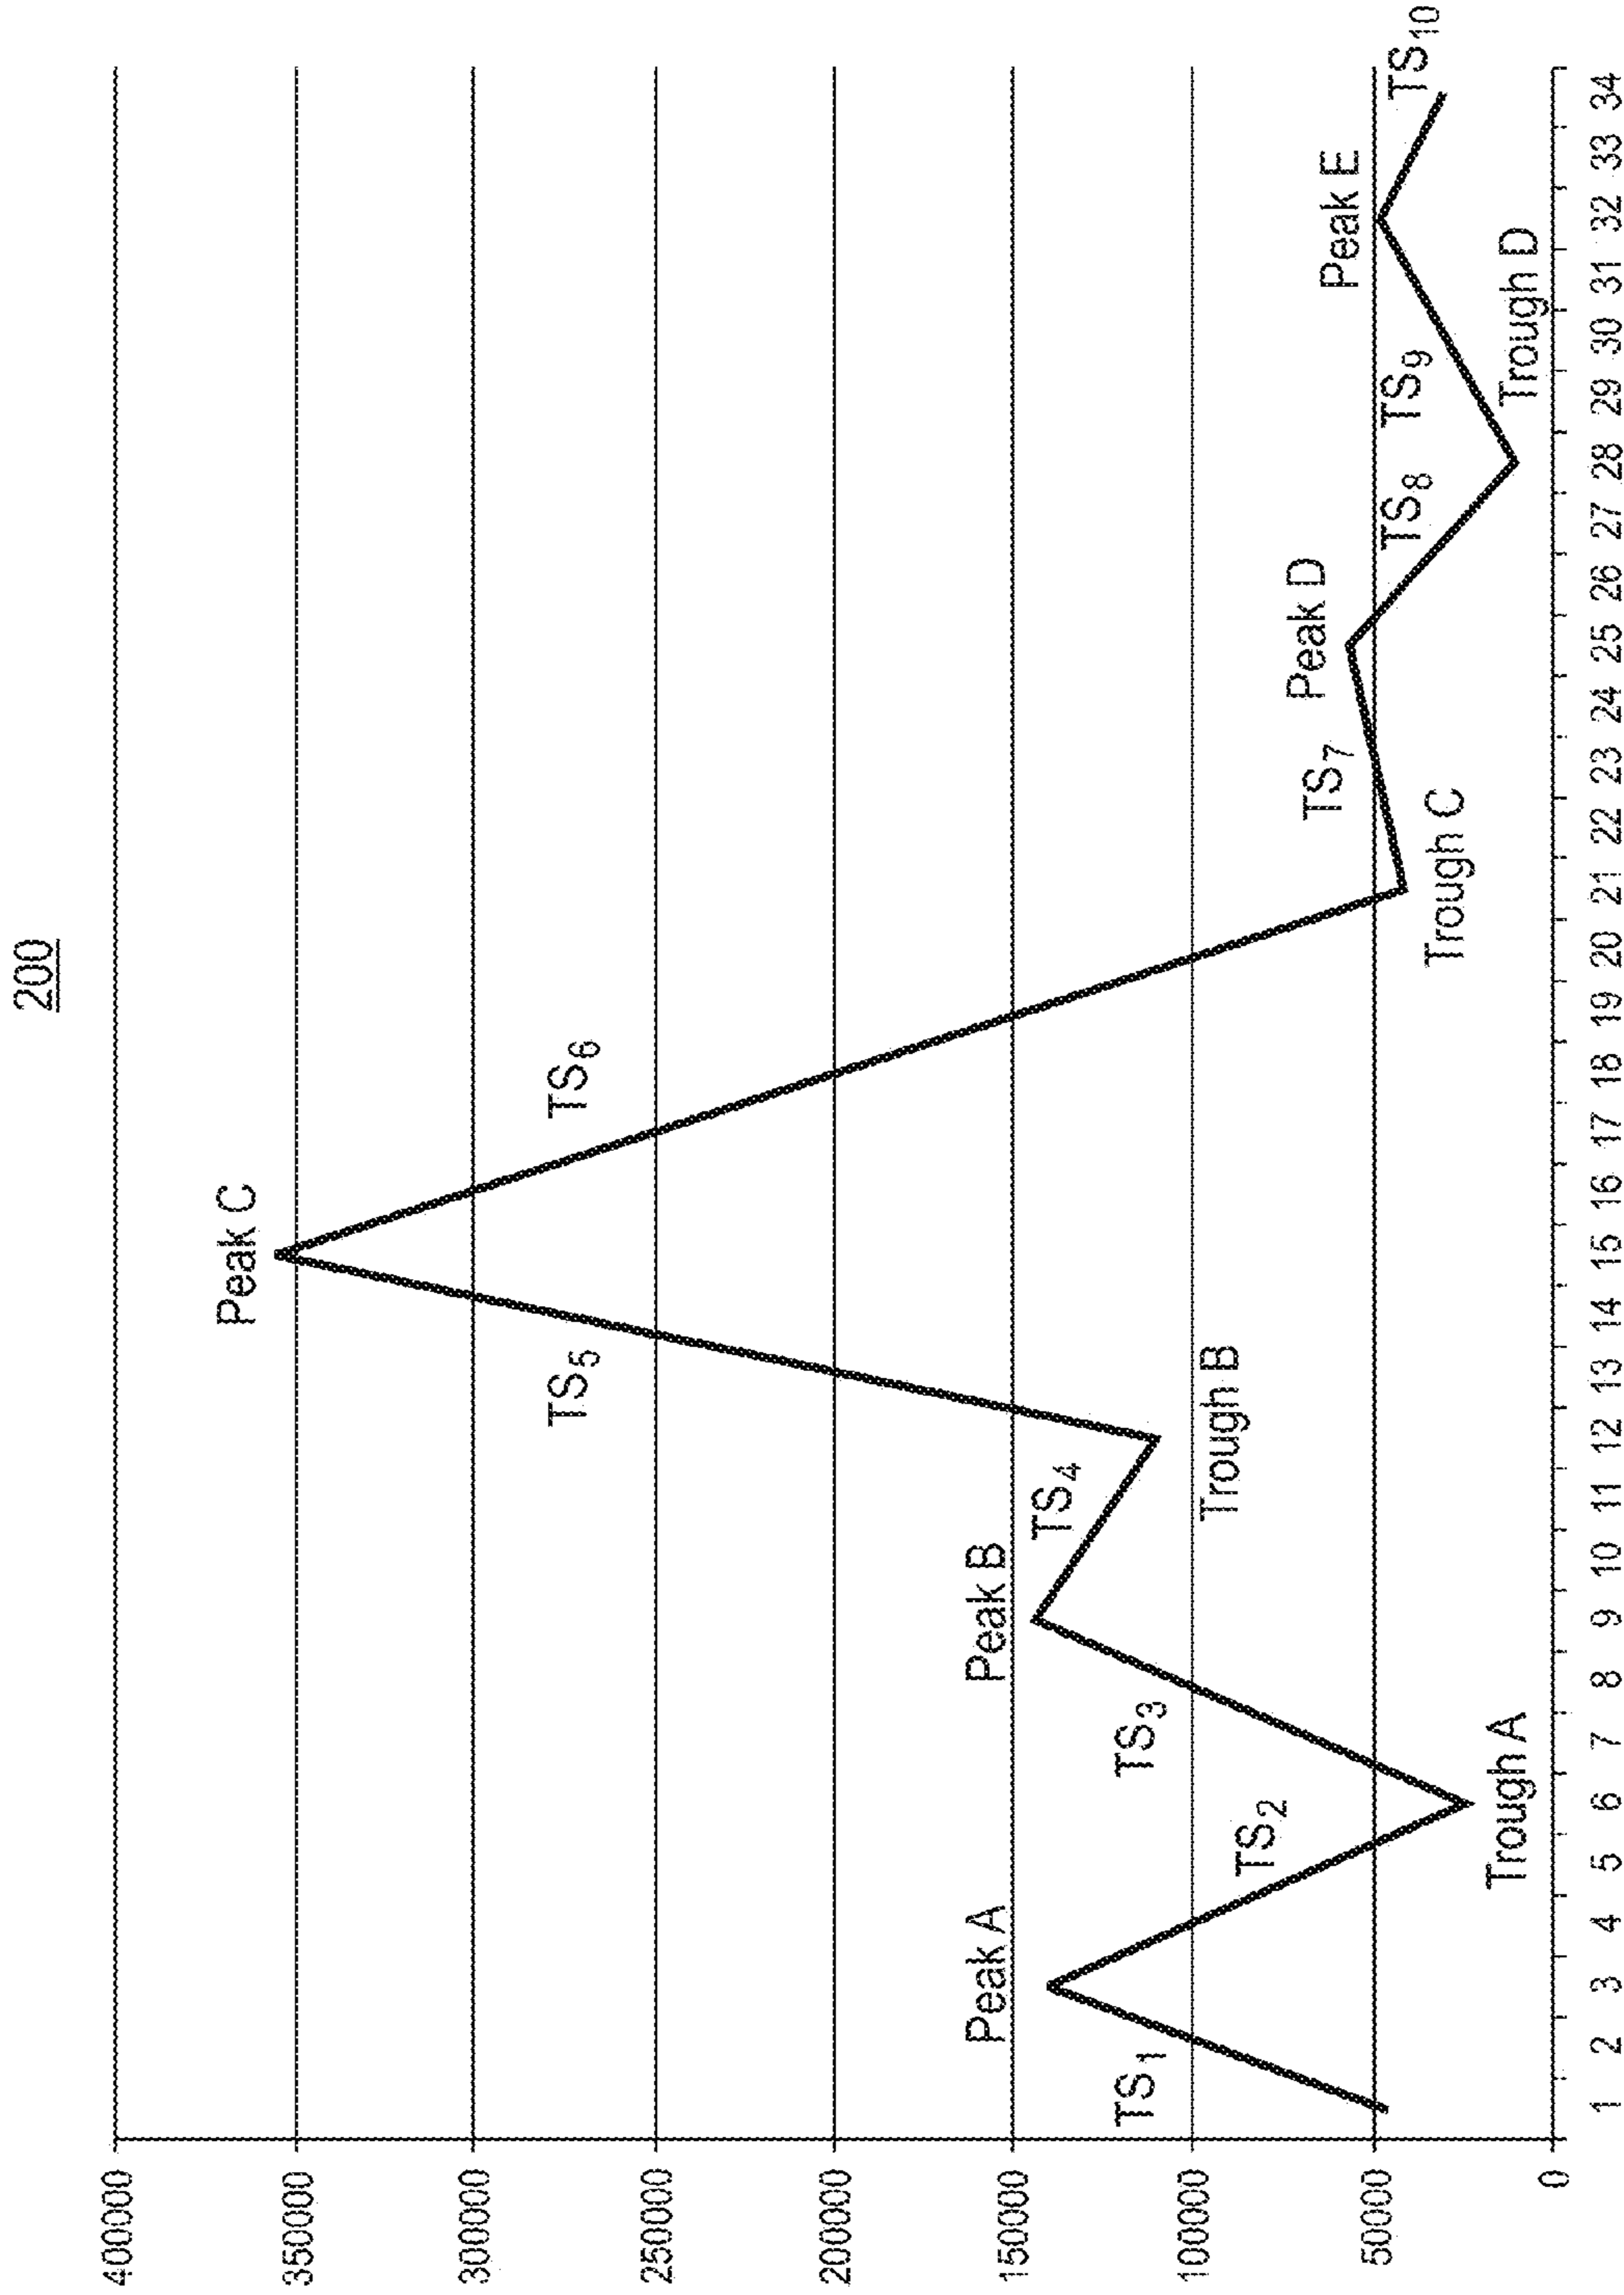 200
400000
350000
300000
250000
200000
150000
100000
50000
0
Peak A
Peak B
Peak C
Peak D
Peak E
TS1
TS2
TS3
TS4
TS5
TS6
TS7
TS8
TS9
TS10
Trough A
Trough B
Trough C
Trough D
1 2 3 4 5 6 7 8 9 10 11 12 13 14 15 16 17 18 19 20 21 22 23 24 25 26 27 28 29 30 31 32 33 34